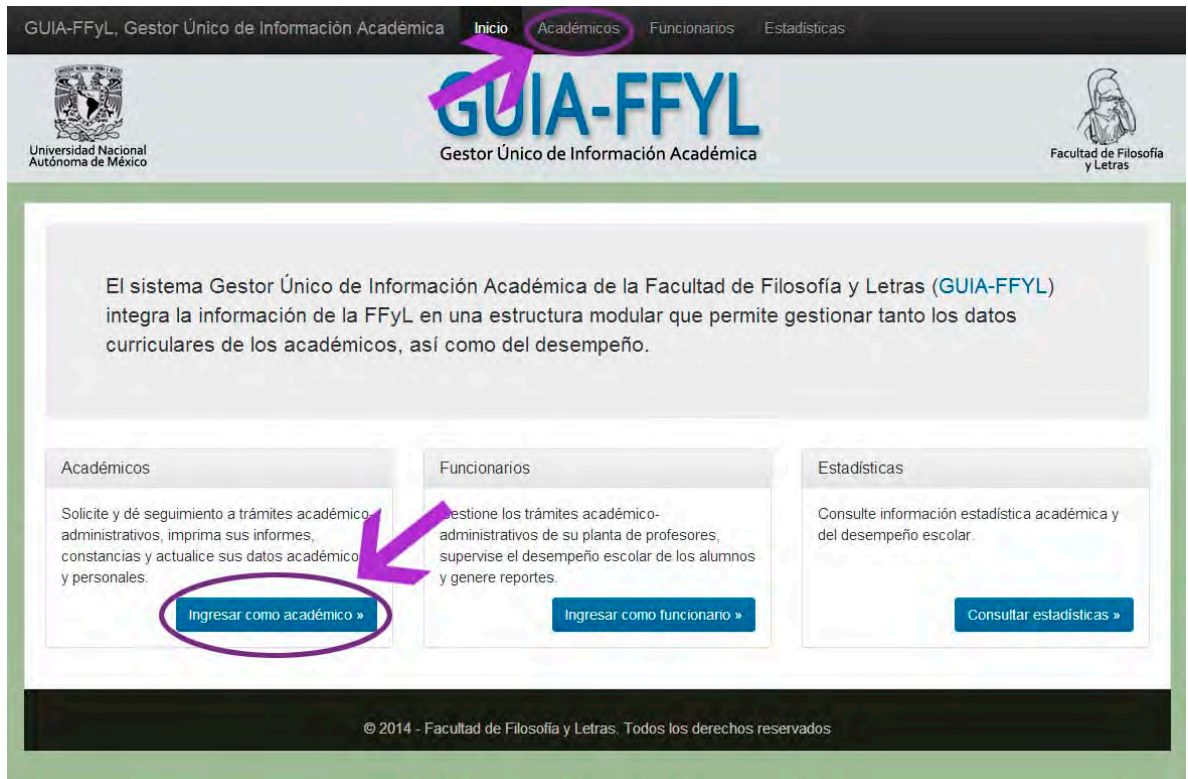 GUIA-FFyL, Gestor Único de Información Académica Inicio Académicos Funcionarios Estadísticas
Universidad Nacional
Autónoma de México
GUIA-FFYL
Gestor Único de Información Académica
Facultad de Filosofía
y Letras
El sistema Gestor Único de Información Académica de la Facultad de Filosofía y Letras (GUIA-FFYL)
integra la información de la FFyL en una estructura modular que permite gestionar tanto los datos
curriculares de los académicos, así como del desempeño.
Académicos
Solicite y dé seguimiento a trámites académico-
administrativos, imprima sus informes,
constancias y actualice sus datos académico
y personales.
Ingresar como académico »
Funcionarios
Gestione los trámites académico-
administrativos de su planta de profesores,
supervise el desempeño escolar de los alumnos
y genere reportes.
Ingresar como funcionario »
Estadísticas
Consulte información estadística académica y
del desempeño escolar.
Consultar estadísticas »
© 2014 - Facultad de Filosofía y Letras. Todos los derechos reservados